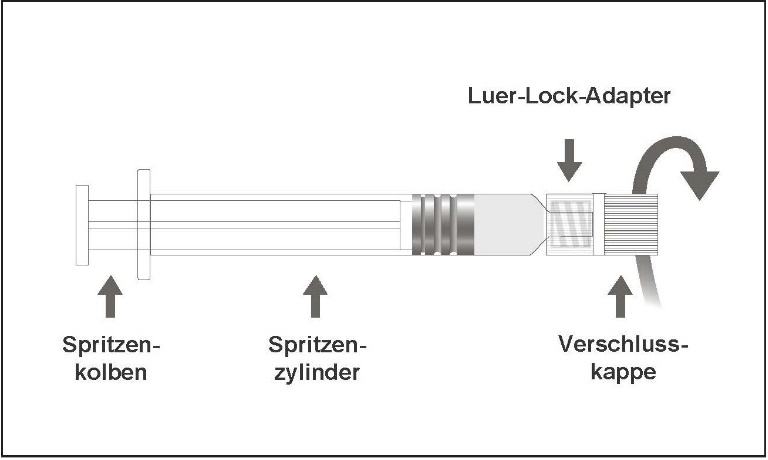 Luer-Lock-Adapter
Spritzen-
kolben
Spritzen-
zylinder
Verschluss-
kappe